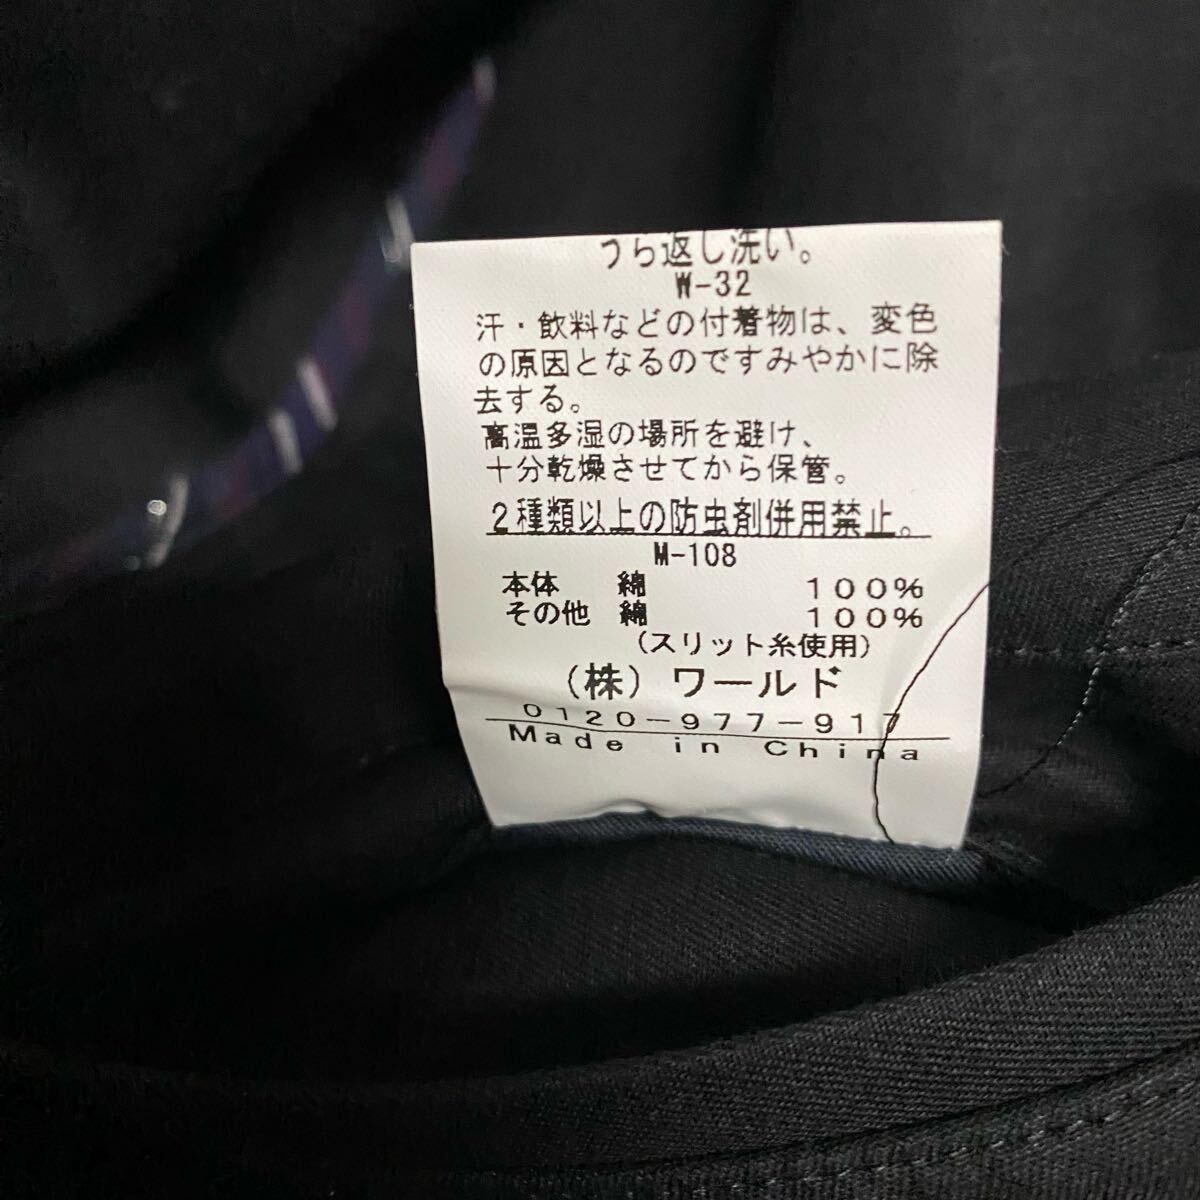 うら返し洗い。
W-32
汗・飲料などの付着物は、変色
の原因となるのですみやかに除
去する。
高温多湿の場所を避け、
十分乾燥させてから保管。
2種類以上の防虫剤併用禁止。
M-108
本体 綿 100%
その他 綿 100%
(スリット糸使用)
(株)ワールド
0120-977-917
Made in China